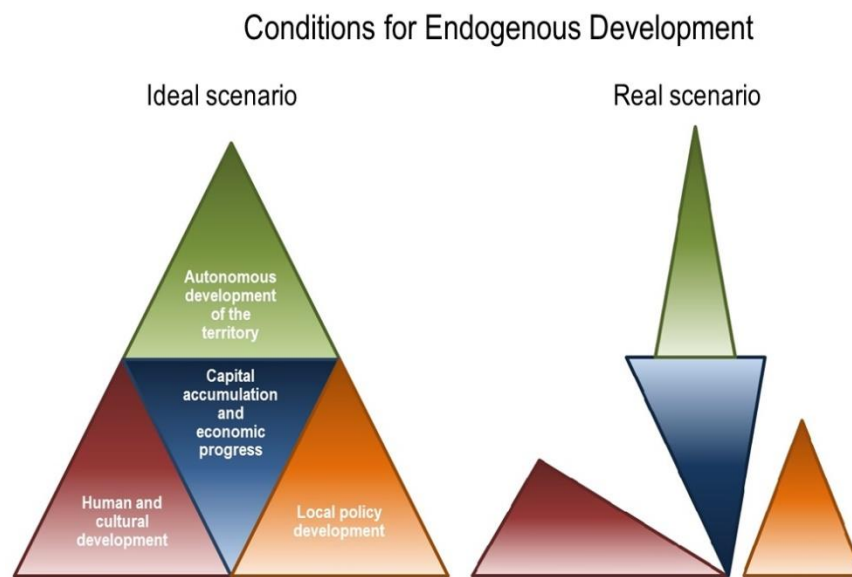 Conditions for Endogenous Development
Ideal scenario
Real scenario
Autonomous
development
of the
territory
Capital
accumulation
and
economic
progress
Human and
cultural
development
Local policy
development